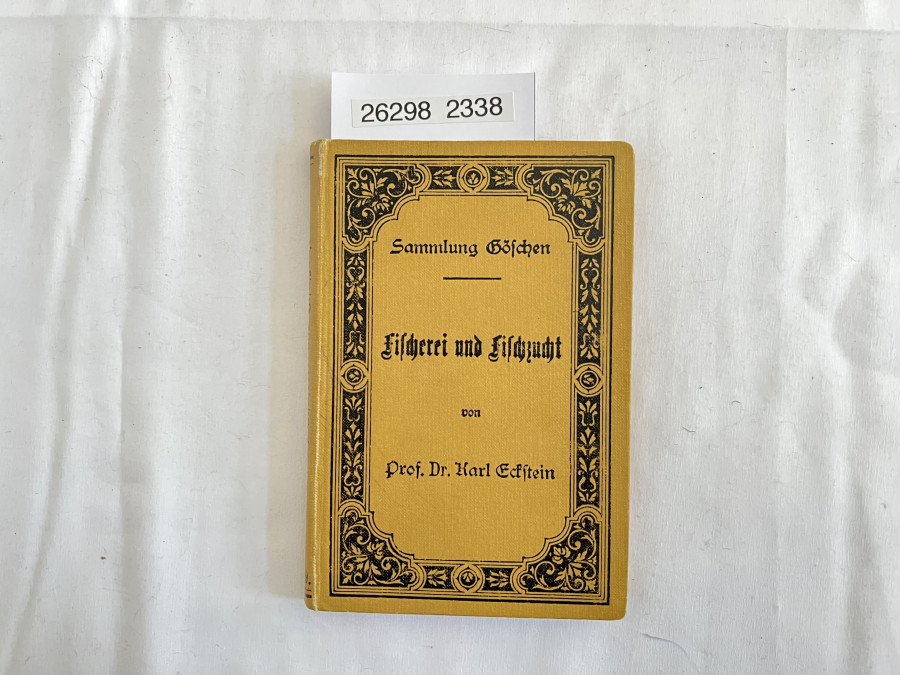 26298 2338
Sammlung Göschen
Fischerei und Fischzucht
von
Prof. Dr. Karl Eckstein